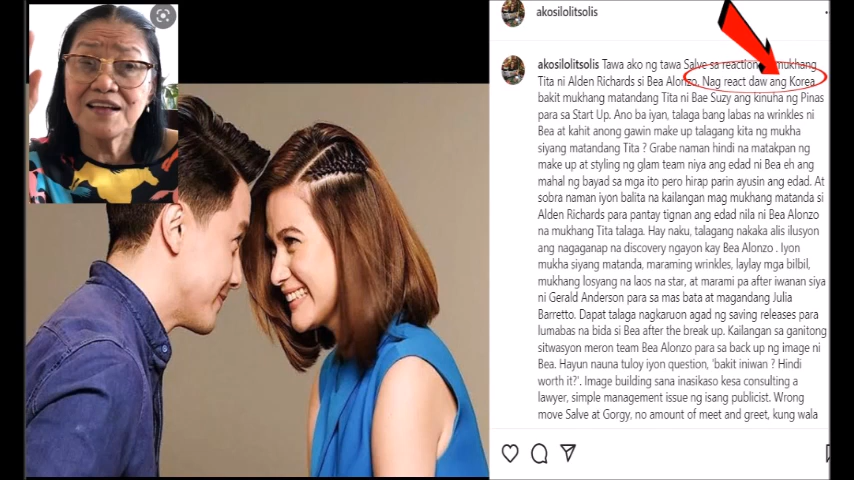 akosilolitsolis
akosilolitsolis Tawa ako ng tawa Salve sa reaction mukhang
Tita ni Alden Richards si Bea Alonzo. Nag react daw ang Korea
bakit mukhang matandang Tita ni Bae Suzy ang kinuha ng Pinas
para sa Start Up. Ano ba iyan, talaga bang labas na wrinkles ni
Bea at kahit anong gawin make up talagang kita ng mukha
siyang matandang Tita ? Grabe naman hindi na matakpan ng
make up at styling ng glam team niya ang edad ni Bea eh ang
mahal ng bayad sa mga ito pero hirap parin ayusin ang edad. At
sobra naman iyon balita na kailangan mag mukhang matanda si
Alden Richards para pantay tignan ang edad nila ni Bea Alonzo
na mukhang Tita talaga. Hay naku, talagang nakaka alis ilusyon
ang nagaganap na discovery ngayon kay Bea Alonzo . Iyon
mukha siyang matanda, maraming wrinkles, laylay mga bilbil,
mukhang losyang na laos na star, at marami pa after iwanan siya
ni Gerald Anderson para sa mas bata at magandang Julia
Barretto. Dapat talaga nagkaruon agad ng saving releases para
lumabas na bida si Bea after the break up. Kailangan sa ganitong
sitwasyon meron team Bea Alonzo para sa back up ng image ni
Bea. Hayun nauna tuloy iyon question, 'bakit iniwan ? Hindi
worth it?'. Image building sana inasikaso kesa consulting a
lawyer, simple management issue ng isang publicist. Wrong
move Salve at Gorgy, no amount of meet and greet, kung wala